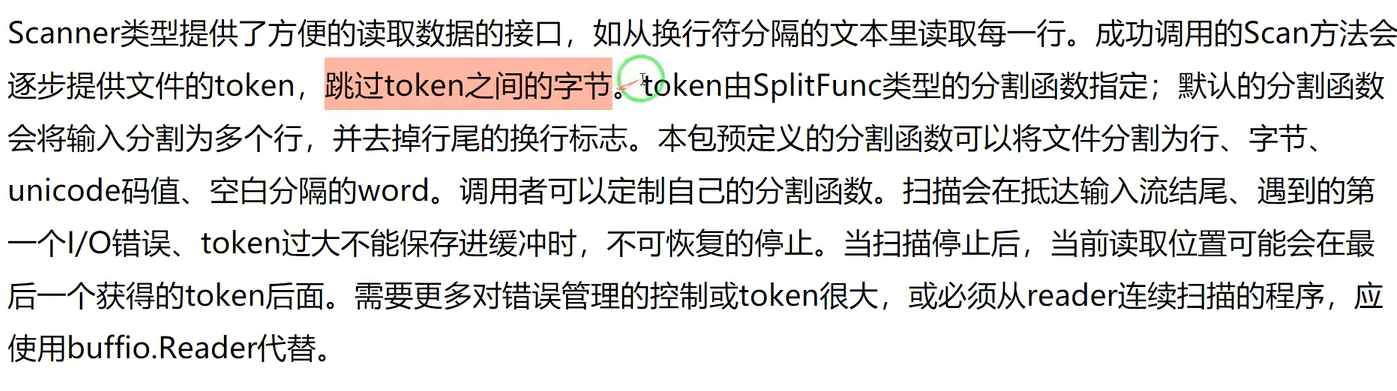 Scanner类型提供了方便的读取数据的接口，如从换行符分隔的文本里读取每一行。成功调用的Scan方法会
逐步提供文件的token，跳过token之间的字节。token由SplitFunc类型的分割函数指定；默认的分割函数
会将输入分割为多个行，并去掉行尾的换行标志。本包预定义的分割函数可以将文件分割为行、字节、
unicode码值、空白分隔的word。调用者可以定制自己的分割函数。扫描会在抵达输入流结尾、遇到的第
一个I/O错误、token过大不能保存进缓冲时，不可恢复的停止。当扫描停止后，当前读取位置可能会在最
后一个获得的token后面。需要更多对错误管理的控制或token很大，或必须从reader连续扫描的程序，应
使用buffio.Reader代替。